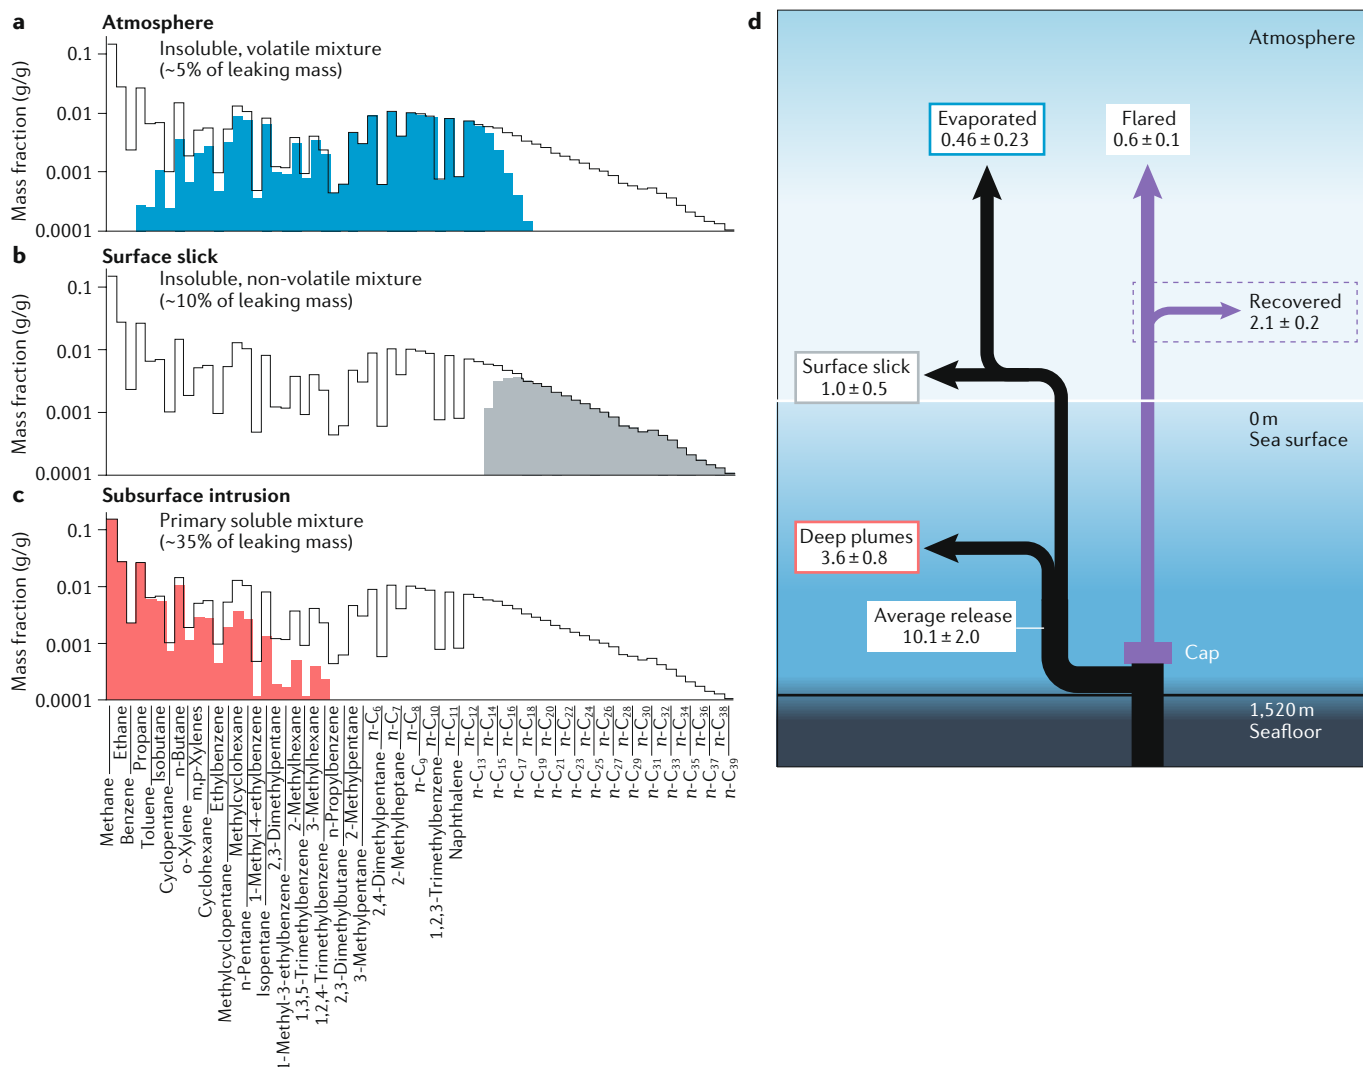 a
Atmosphere
Insoluble, volatile mixture
(~5% of leaking mass)
Mass fraction (g/g)
0.1
0.01
0.001
0.0001
b
Surface slick
Insoluble, non-volatile mixture
(~10% of leaking mass)
Mass fraction (g/g)
0.1
0.01
0.001
0.0001
c
Subsurface intrusion
Primary soluble mixture
(~35% of leaking mass)
Mass fraction (g/g)
0.1
0.01
0.001
0.0001
Methane
Ethane
Benzene
Propane
Toluene
Isobutane
Cyclopentane
n-Butane
o-Xylene
m,p-Xylenes
Cyclohexane
Ethylbenzene
Methylcyclopentane
Methylcyclohexane
n-Pentane
1-Methyl-4-ethylbenzene
Isopentane
2,3-Dimethylpentane
1-Methyl-3-ethylbenzene
2-Methylhexane
1,3,5-Trimethylbenzene
3-Methylhexane
1,2,4-Trimethylbenzene
n-Propylbenzene
2,3-Dimethylbutane
2-Methylpentane
3-Methylpentane
n-C6
2,4-Dimethylpentane
n-C7
2-Methylheptane
n-C8
n-C9
n-C10
1,2,3-Trimethylbenzene
n-C11
Naphthalene
n-C12
n-C13
n-C14
n-C15
n-C16
n-C17
n-C18
n-C19
n-C20
n-C21
n-C22
n-C23
n-C24
n-C25
n-C26
n-C27
n-C28
n-C29
n-C30
n-C31
n-C32
n-C33
n-C34
n-C35
n-C36
n-C37
n-C38
n-C39
d
Atmosphere
Evaporated
0.46 ± 0.23
Flared
0.6 ± 0.1
Recovered
2.1 ± 0.2
Surface slick
1.0 ± 0.5
0 m
Sea surface
Deep plumes
3.6 ± 0.8
Average release
10.1 ± 2.0
Cap
1,520 m
Seafloor